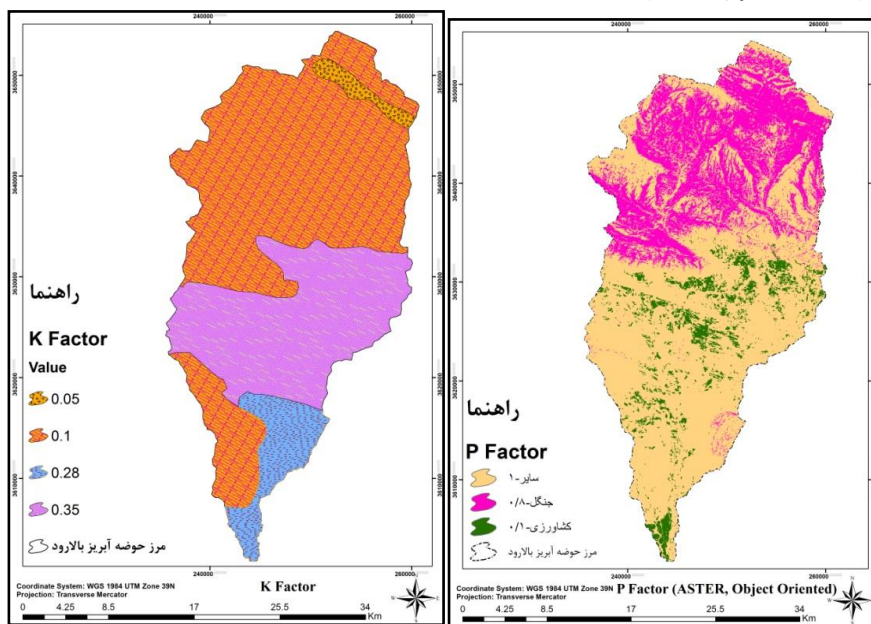 240000 260000
3650000
3640000
3630000
3620000
3610000
راهنما
K Factor
Value
0.05
0.1
0.28
0.35
مرز حوضه آبریز بالارود
240000 260000
Coordinate System: WGS 1984 UTM Zone 39N
Projection: Transverse Mercator
K Factor
0 4.25 8.5 17 25.5 34
Km
240000 260000
3650000
3640000
3630000
3620000
3610000
راهنما
P Factor
سایر-۱
جنگل-۰/۸
کشاورزی-۰/۱
مرز حوضه آبریز بالارود
240000 260000
Coordinate System: WGS 1984 UTM Zone 39N
Projection: Transverse Mercator
P Factor (ASTER, Object Oriented)
0 4.25 8.5 17 25.5 34
Km